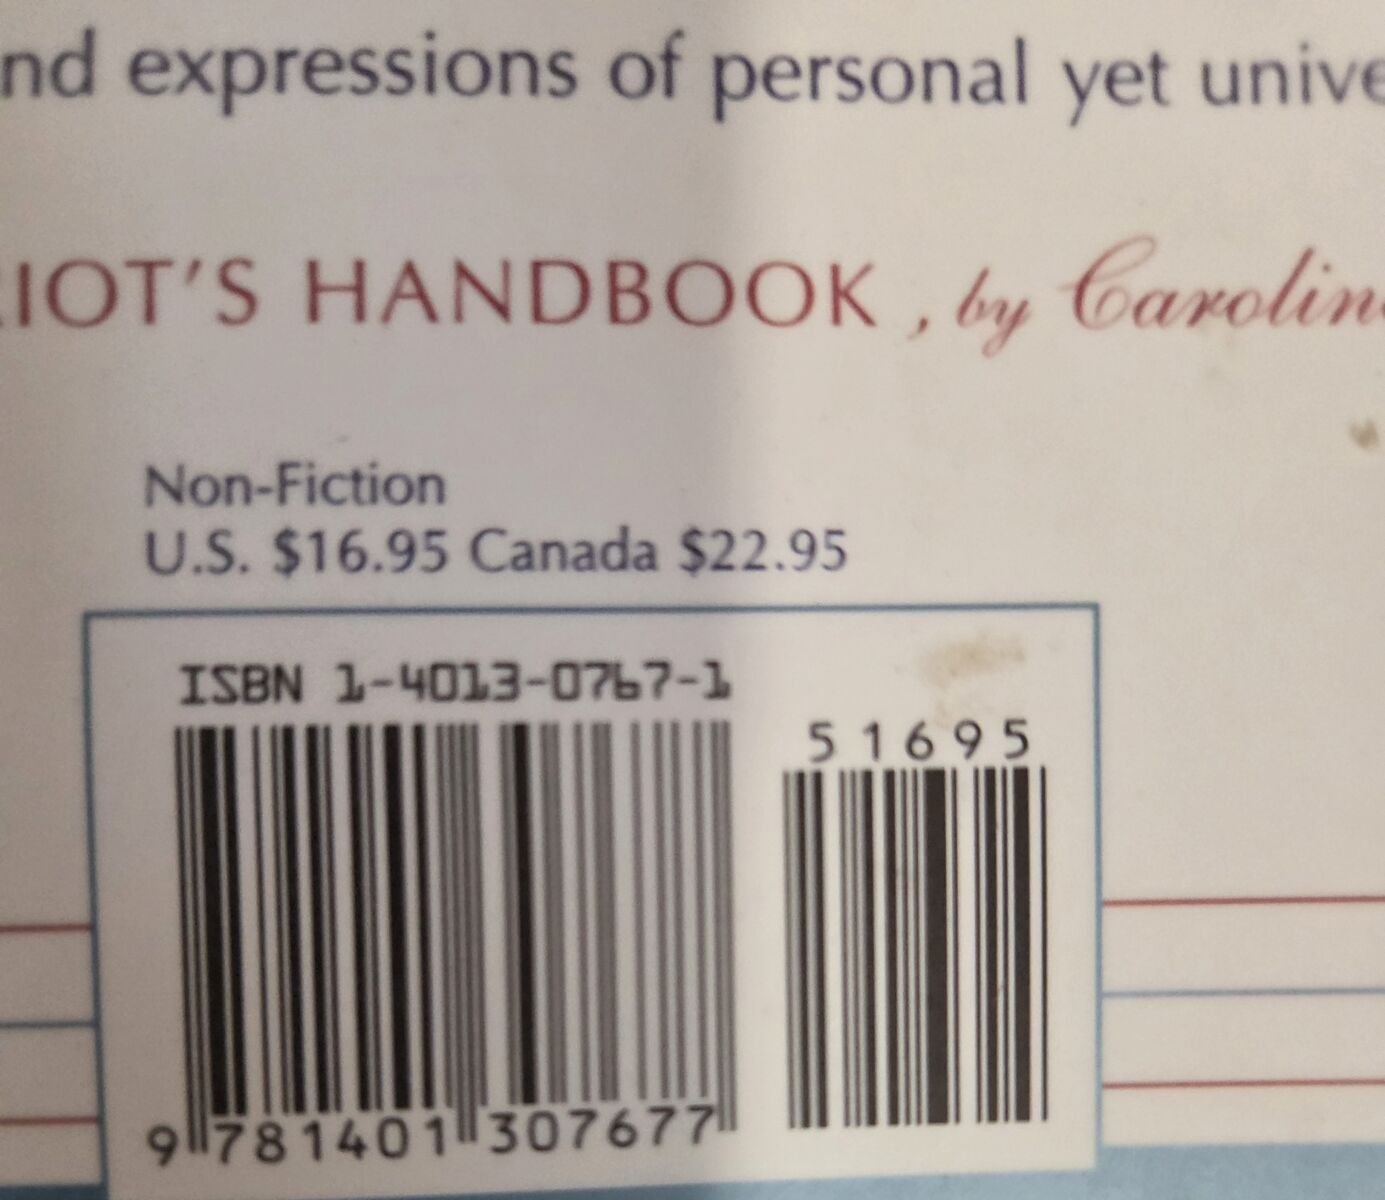 nd expressions of personal yet unive
IOT'S HANDBOOK, by Carolin
Non-Fiction
U.S. $16.95 Canada $22.95
ISBN 1-4013-0767-1
51695
9 781401 307677